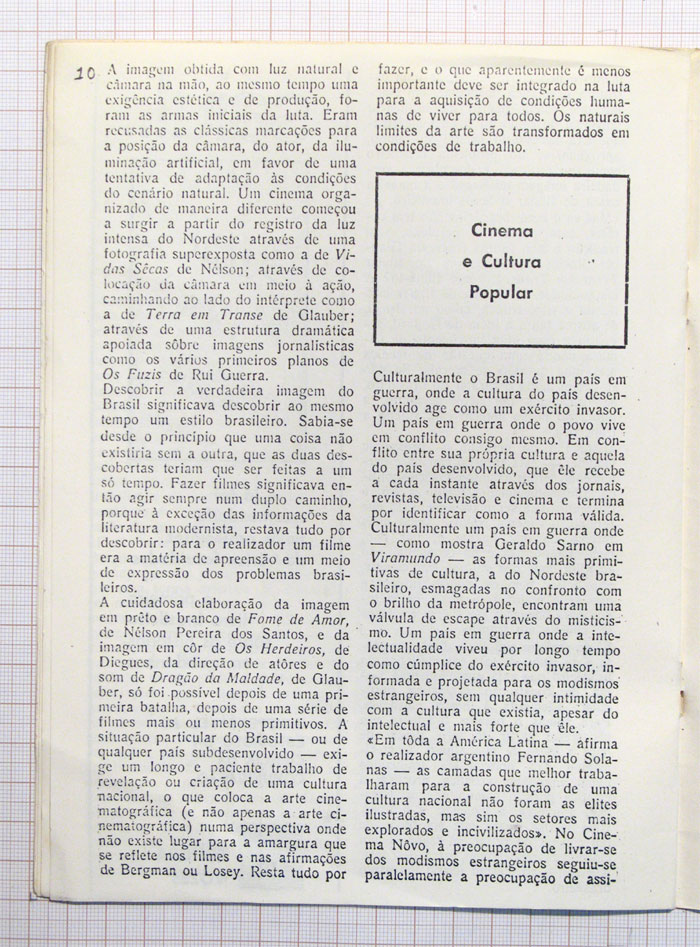 10
A imagem obtida com luz natural e
câmara na mão, ao mesmo tempo uma
exigência estética e de produção, fo-
ram as armas iniciais da luta. Eram
recusadas as clássicas marcações para
a posição da câmara, do ator, da ilu-
minação artificial, em favor de uma
tentativa de adaptação às condições
do cenário natural. Um cinema orga-
nizado de maneira diferente começou
a surgir a partir do registro da luz
intensa do Nordeste através de uma
fotografia superexposta como a de Vi-
das Sêcas de Nélson; através de co-
locação da câmara em meio à ação,
caminhando ao lado do intérprete como
a de Terra em Transe de Glauber;
através de uma estrutura dramática
apoiada sôbre imagens jornalísticas
como os vários primeiros planos de
Os Fuzis de Rui Guerra.
Descobrir a verdadeira imagem do
Brasil significava descobrir ao mesmo
tempo um estilo brasileiro. Sabia-se
desde o princípio que uma coisa não
existiria sem a outra, que as duas des-
cobertas teriam que ser feitas a um
só tempo. Fazer filmes significava en-
tão agir sempre num duplo caminho,
porque à exceção das informações da
literatura modernista, restava tudo por
descobrir: para o realizador um filme
era a matéria de apreensão e um meio
de expressão dos problemas brasi-
leiros.
A cuidadosa elaboração da imagem
em prêto e branco de Fome de Amor,
de Nélson Pereira dos Santos, e da
imagem em côr de Os Herdeiros, de
Diegues, da direção de atôres e do
som de Dragão da Maldade, de Glau-
ber, só foi possível depois de uma pri-
meira batalha, depois de uma série de
filmes mais ou menos primitivos. A
situação particular do Brasil — ou de
qualquer país subdesenvolvido — exi-
ge um longo e paciente trabalho de
revelação ou criação de uma cultura
nacional, o que coloca a arte cine-
matográfica (e não apenas a arte ci-
nematográfica) numa perspectiva onde
não existe lugar para a amargura que
se reflete nos filmes e nas afirmações
de Bergman ou Losey. Resta tudo por
fazer, e o que aparentemente é menos
importante deve ser integrado na luta
para a aquisição de condições huma-
nas de viver para todos. Os naturais
limites da arte são transformados em
condições de trabalho.
Cinema
e Cultura
Popular
Culturalmente o Brasil é um país em
guerra, onde a cultura do país desen-
volvido age como um exército invasor.
Um país em guerra onde o povo vive
em conflito consigo mesmo. Em con-
flito entre sua própria cultura e aquela
do país desenvolvido, que êle recebe
a cada instante através dos jornais,
revistas, televisão e cinema e termina
por identificar como a forma válida.
Culturalmente um país em guerra onde
— como mostra Geraldo Sarno em
Viramundo — as formas mais primi-
tivas de cultura, a do Nordeste bra-
sileiro, esmagadas no confronto com
o brilho da metrópole, encontram uma
válvula de escape através do misticis-
mo. Um país em guerra onde a inte-
lectualidade viveu por longo tempo
como cúmplice do exército invasor, in-
formada e projetada para os modismos
estrangeiros, sem qualquer intimidade
com a cultura que existia, apesar do
intelectual e mais forte que êle.
«Em tôda a América Latina — afirma
o realizador argentino Fernando Sola-
nas — as camadas que melhor traba-
lharam para a construção de uma
cultura nacional não foram as elites
ilustradas, mas sim os setores mais
explorados e incivilizados». No Cine-
ma Nôvo, à preocupação de livrar-se
dos modismos estrangeiros seguiu-se
paralelamente a preocupação de assi-